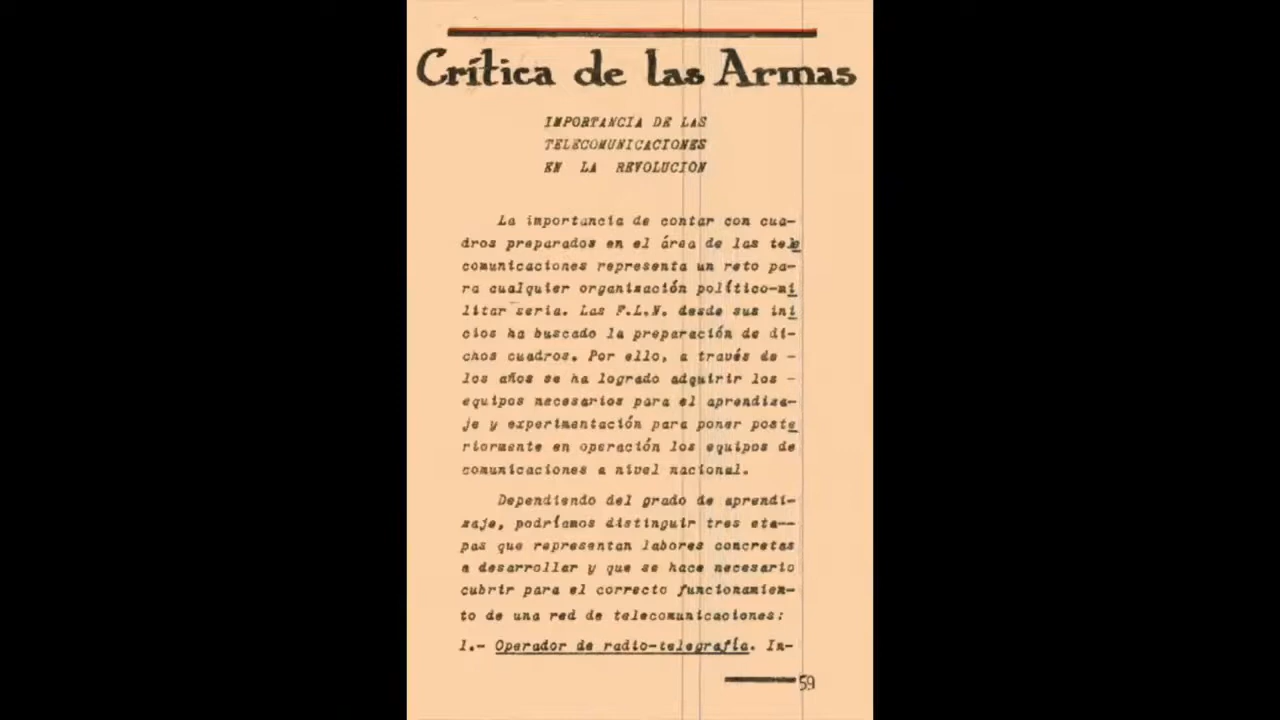 Crítica de las Armas
IMPORTANCIA DE LAS
TELECOMUNICACIONES
EN LA REVOLUCION
La importancia de contar con cua-
dros preparados en el área de las tele
comunicaciones representa un reto pa-
ra cualquier organización político-mi
litar seria. Las F.L.N. desde sus ini
cios ha buscado la preparación de di-
chos cuadros. Por ello, a través de -
los años se ha logrado adquirir los -
equipos necesarios para el aprendiza-
je y experimentación para poner poste
riormente en operación los equipos de
comunicaciones a nivel nacional.
Dependiendo del grado de aprendi-
zaje, podríamos distinguir tres eta--
pas que representan labores concretas
a desarrollar y que se hace necesario
cubrir para el correcto funcionamien-
to de una red de telecomunicaciones:
1.- Operador de radio-telegrafía. In-
59